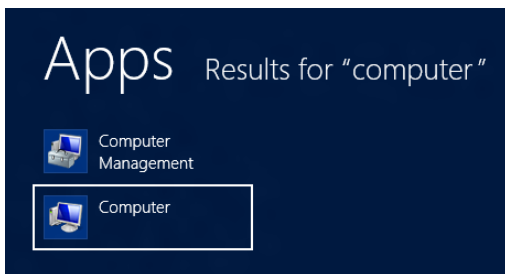 Apps Results for “computer”
Computer
Management
Computer